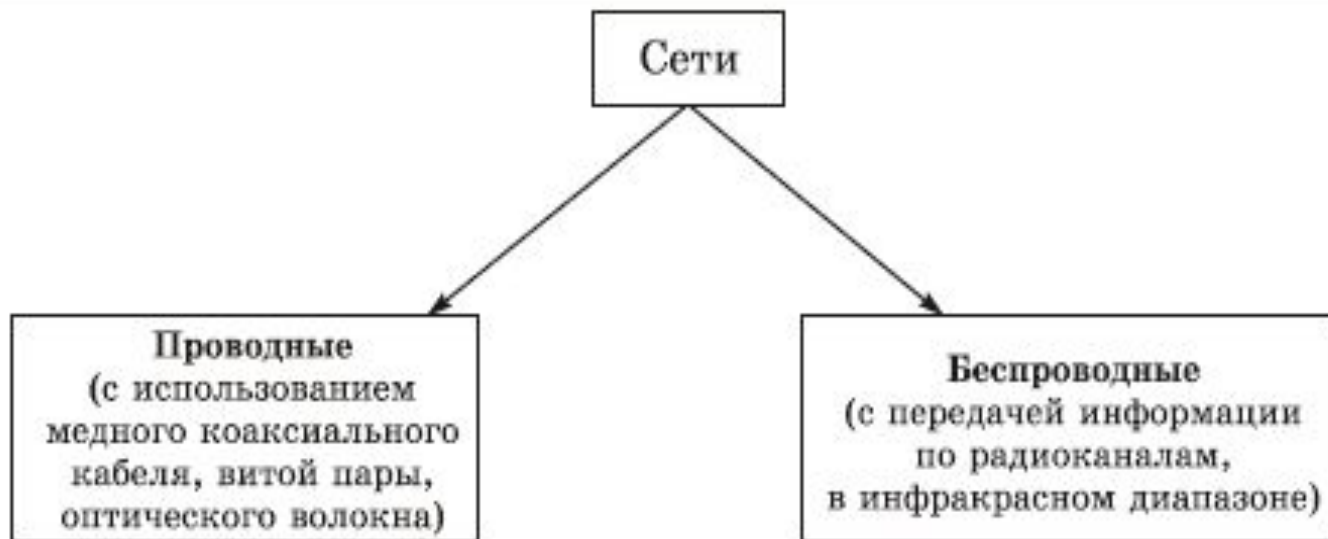 Сети
Проводные
(с использованием
медного коаксиального
кабеля, витой пары,
оптического волокна)
Беспроводные
(с передачей информации
по радиоканалам,
в инфракрасном диапазоне)